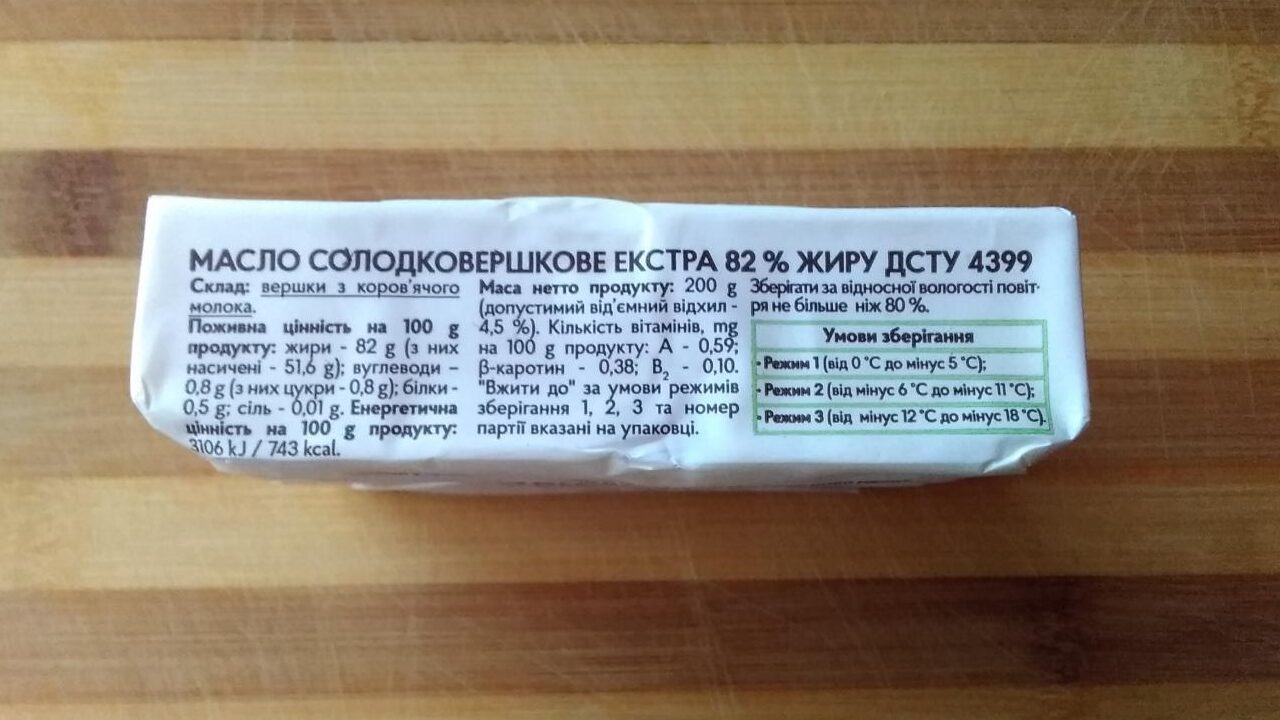 МАСЛО СОЛОДКОВЕРШКОВЕ ЕКСТРА 82 % ЖИРУ ДСТУ 4399
Склад: вершки з коров'ячого
молока.
Поживна цінність на 100 g
продукту: жири - 82 g (з них
насичені - 51,6 g); вуглеводи –
0,8 g (з них цукри - 0,8 g); білки -
0,5 g; сіль - 0,01 g. Енергетична
цінність на 100 g продукту:
3106 kJ / 743 kcal.
Маса нетто продукту: 200 g
(допустимий від'ємний відхил -
4,5 %). Кількість вітамінів, mg
на 100 g продукту: А - 0,59;
β-каротин - 0,38; B₂ - 0,10.
"Вжити до" за умови режимів
зберігання 1, 2, 3 та номер
партії вказані на упаковці.
Зберігати за відносної вологості повіт-
ря не більше ніж 80 %.
Умови зберігання
• Режим 1 (від 0 °C до мінус 5 °C);
• Режим 2 (від мінус 6 °C до мінус 11 °C);
• Режим 3 (від мінус 12 °C до мінус 18 °C).